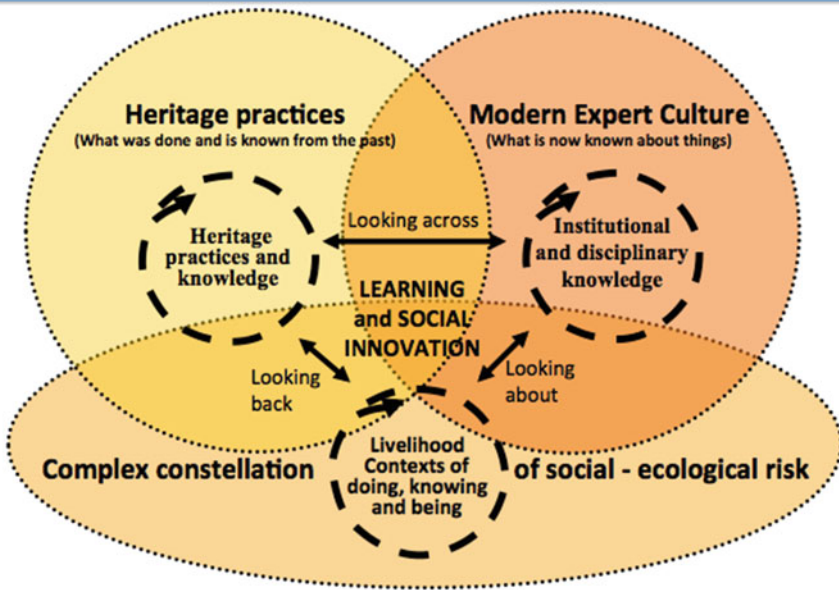 Heritage practices
(What was done and is known from the past)
Modern Expert Culture
(What is now known about things)
Heritage
practices and
knowledge
Looking across
Institutional
and disciplinary
knowledge
LEARNING
and SOCIAL
INNOVATION
Looking
back
Looking
about
Complex constellation
Livelihood
Contexts of
doing, knowing
and being
of social - ecological risk